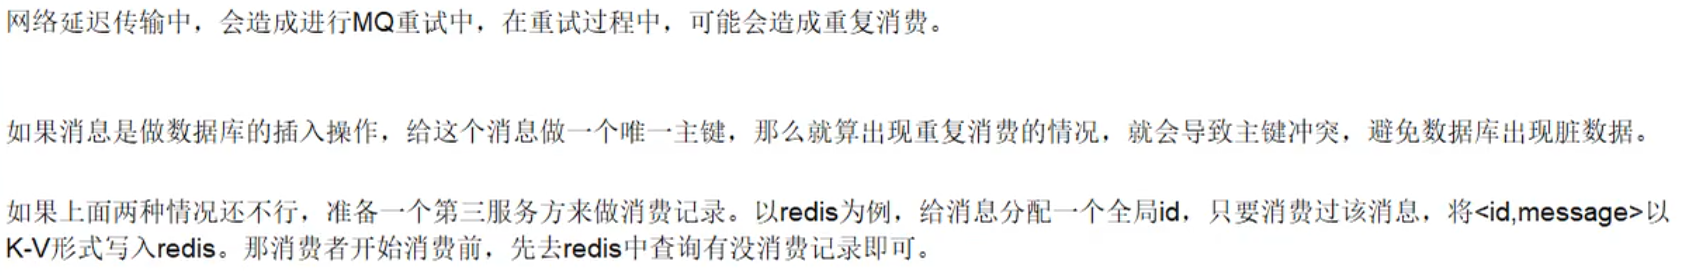 网络延迟传输中，会造成进行MQ重试中，在重试过程中，可能会造成重复消费。
如果消息是做数据库的插入操作，给这个消息做一个唯一主键，那么就算出现重复消费的情况，就会导致主键冲突，避免数据库出现脏数据。
如果上面两种情况还不行，准备一个第三服务方来做消费记录。以redis为例，给消息分配一个全局id，只要消费过该消息，将<id,message>以
K-V形式写入redis。那消费者开始消费前，先去redis中查询有没消费记录即可。